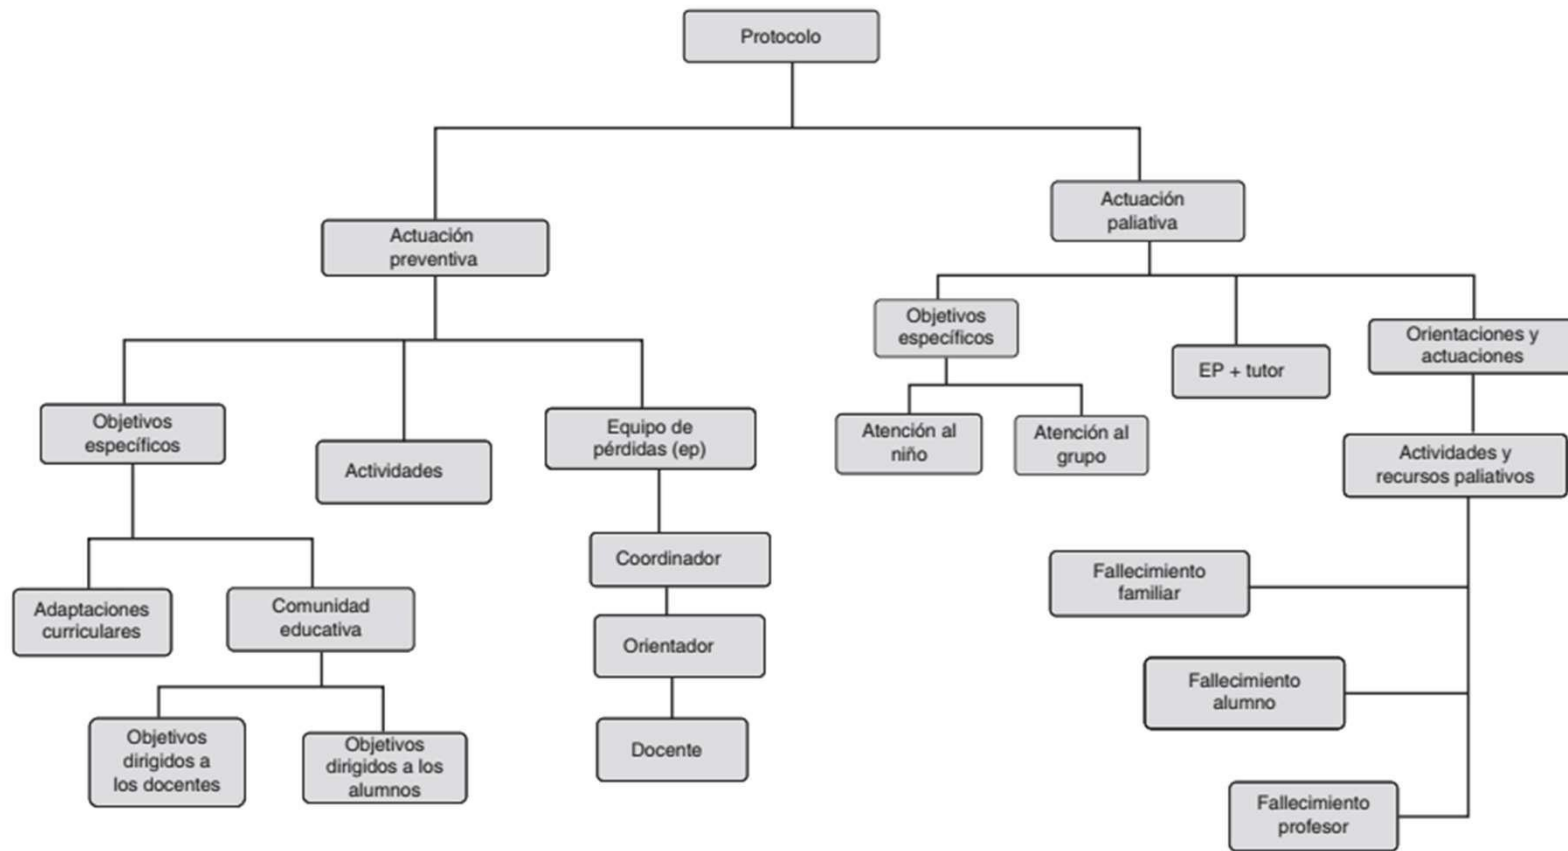 Protocolo
Actuación
preventiva
Actuación
paliativa
Objetivos
específicos
Actividades
Equipo de
pérdidas (ep)
Objetivos
específicos
EP + tutor
Orientaciones y
actuaciones
Adaptaciones
curriculares
Comunidad
educativa
Coordinador
Orientador
Docente
Objetivos
dirigidos a
los docentes
Objetivos
dirigidos a los
alumnos
Atención al
niño
Atención al
grupo
Actividades y
recursos paliativos
Fallecimiento
familiar
Fallecimiento
alumno
Fallecimiento
profesor